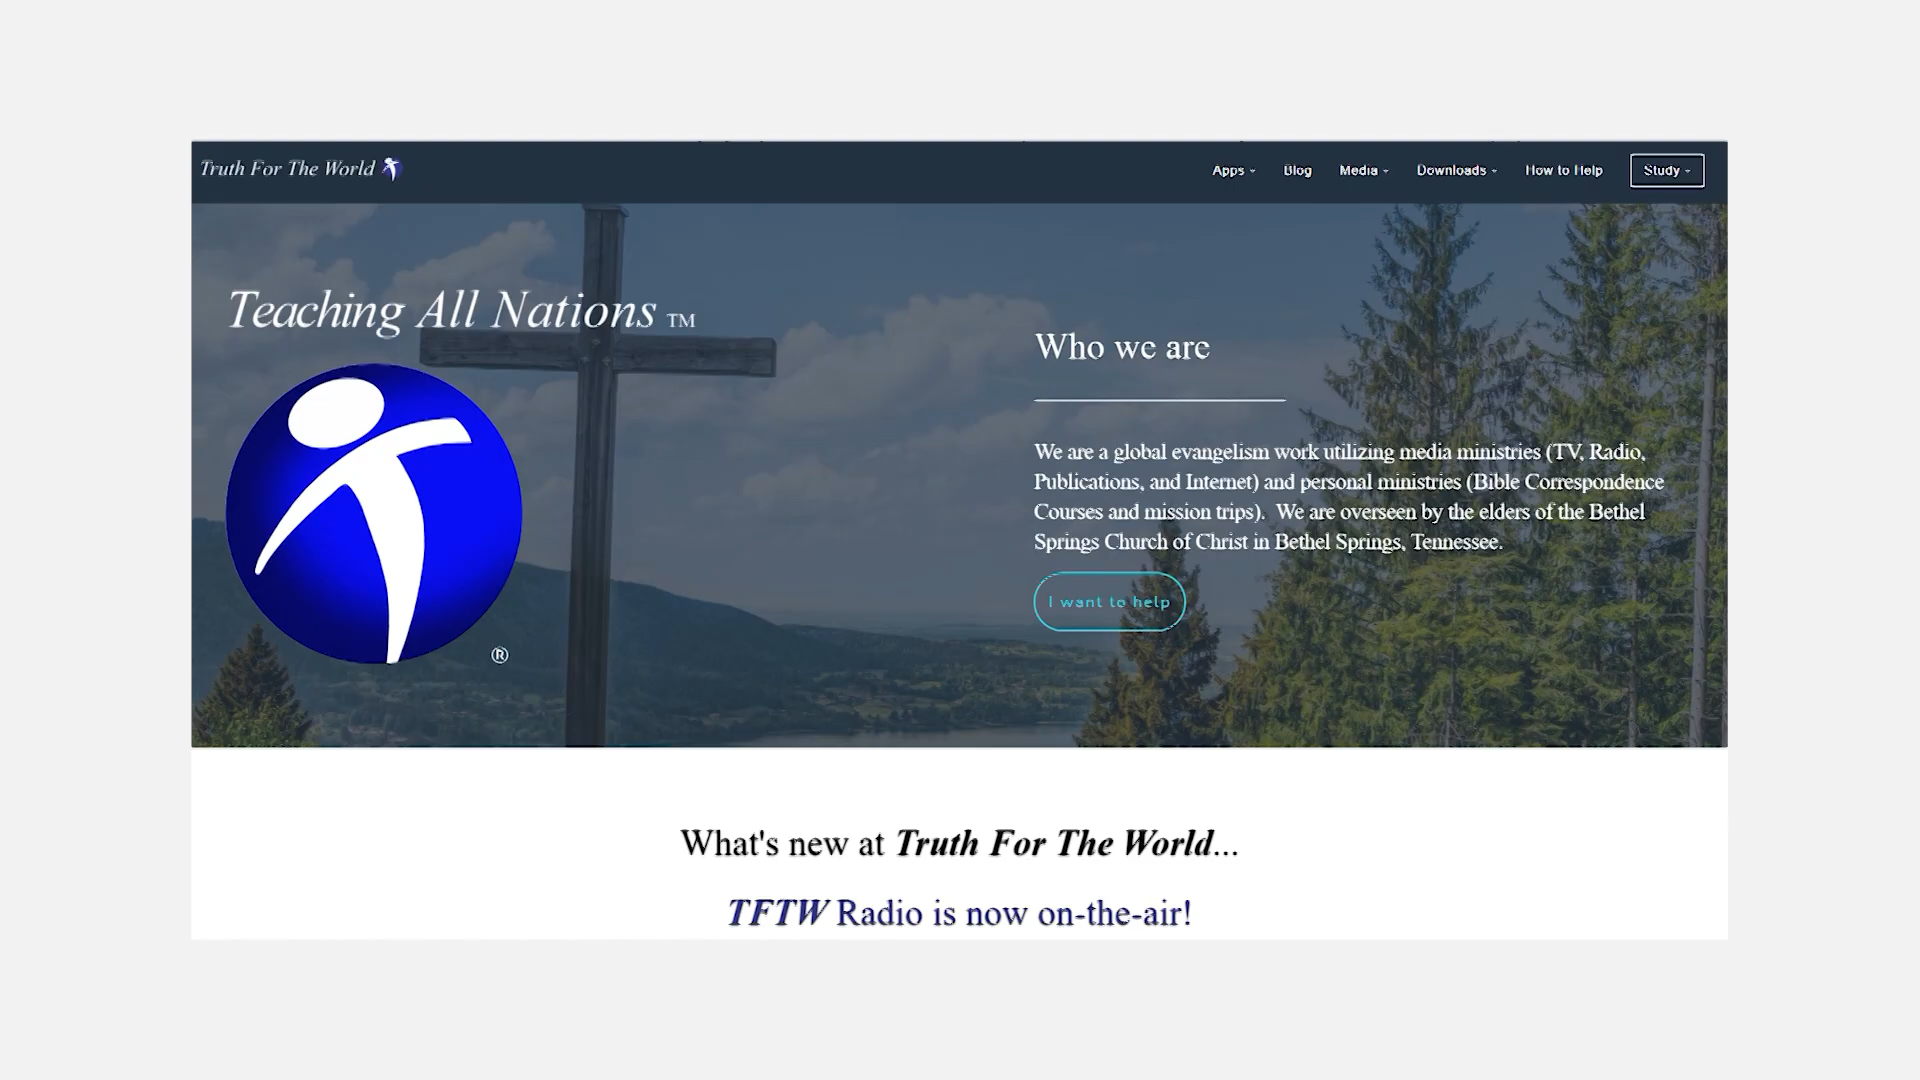 Truth For The World
Apps
Blog
Media
Downloads
How to Help
Study
Teaching All Nations TM
®
Who we are
We are a global evangelism work utilizing media ministries (TV, Radio,
Publications, and Internet) and personal ministries (Bible Correspondence
Courses and mission trips). We are overseen by the elders of the Bethel
Springs Church of Christ in Bethel Springs, Tennessee.
I want to help
What's new at Truth For The World...
TFTW Radio is now on-the-air!